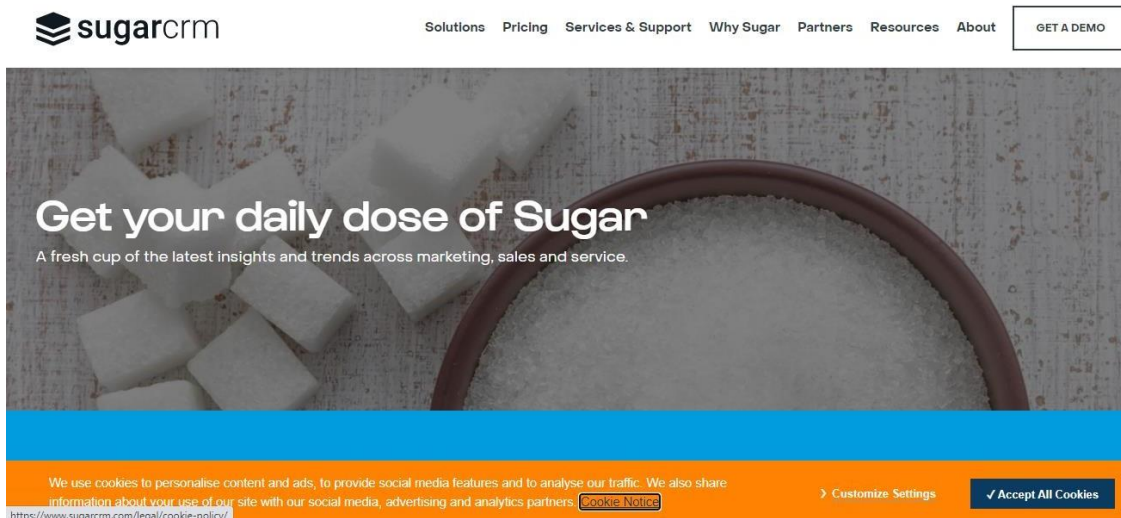 sugarcrm
Solutions Pricing Services & Support Why Sugar Partners Resources About GET A DEMO
Get your daily dose of Sugar
A fresh cup of the latest insights and trends across marketing, sales and service.
We use cookies to personalise content and ads, to provide social media features and to analyse our traffic. We also share
information about your use of our site with our social media, advertising and analytics partners. Cookie Notice
› Customize Settings
✓ Accept All Cookies
https://www.sugarcrm.com/legal/cookie-policy/